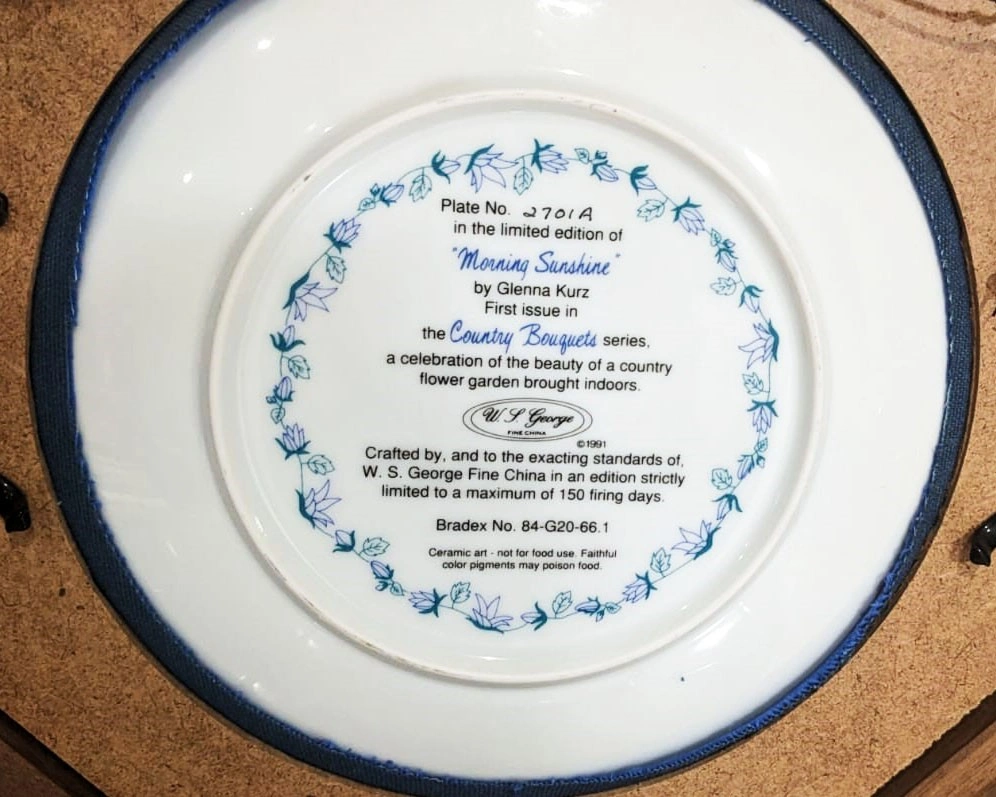 Plate No. 2701A
in the limited edition of
"Morning Sunshine"
by Glenna Kurz
First issue in
the Country Bouquets series,
a celebration of the beauty of a country
flower garden brought indoors.
W. S. George
FINE CHINA
©1991
Crafted by, and to the exacting standards of,
W. S. George Fine China in an edition strictly
limited to a maximum of 150 firing days.
Bradex No. 84-G20-66.1
Ceramic art - not for food use. Faithful
color pigments may poison food.